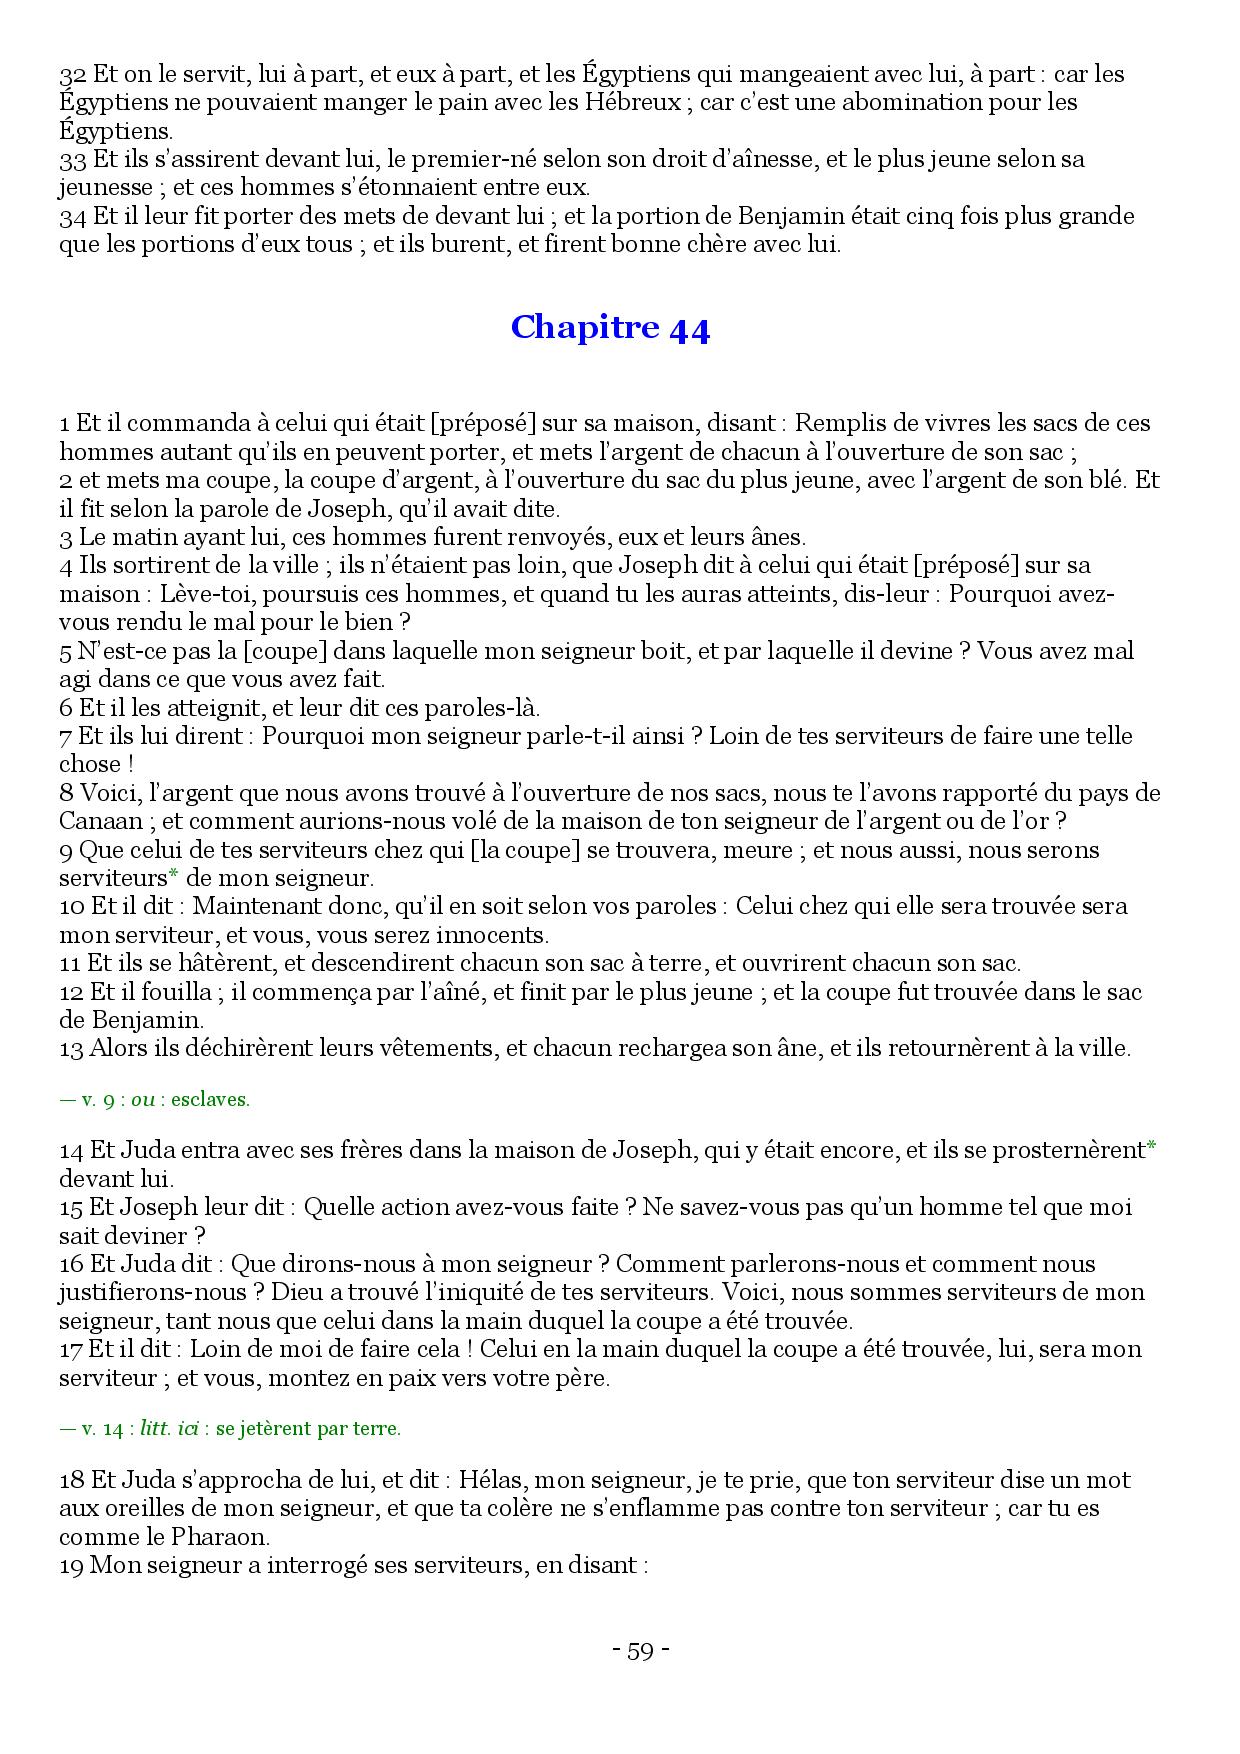 32 Et on le servit, lui à part, et eux à part, et les Égyptiens qui mangeaient avec lui, à part : car les
Égyptiens ne pouvaient manger le pain avec les Hébreux ; car c’est une abomination pour les
Égyptiens.
33 Et ils s’assirent devant lui, le premier-né selon son droit d’aînesse, et le plus jeune selon sa
jeunesse ; et ces hommes s’étonnaient entre eux.
34 Et il leur fit porter des mets de devant lui ; et la portion de Benjamin était cinq fois plus grande
que les portions d’eux tous ; et ils burent, et firent bonne chère avec lui.
Chapitre 44
1 Et il commanda à celui qui était [préposé] sur sa maison, disant : Remplis de vivres les sacs de ces
hommes autant qu’ils en peuvent porter, et mets l’argent de chacun à l’ouverture de son sac ;
2 et mets ma coupe, la coupe d’argent, à l’ouverture du sac du plus jeune, avec l’argent de son blé. Et
il fit selon la parole de Joseph, qu’il avait dite.
3 Le matin ayant lui, ces hommes furent renvoyés, eux et leurs ânes.
4 Ils sortirent de la ville ; ils n’étaient pas loin, que Joseph dit à celui qui était [préposé] sur sa
maison : Lève-toi, poursuis ces hommes, et quand tu les auras atteints, dis-leur : Pourquoi avez-
vous rendu le mal pour le bien ?
5 N’est-ce pas la [coupe] dans laquelle mon seigneur boit, et par laquelle il devine ? Vous avez mal
agi dans ce que vous avez fait.
6 Et il les atteignit, et leur dit ces paroles-là.
7 Et ils lui dirent : Pourquoi mon seigneur parle-t-il ainsi ? Loin de tes serviteurs de faire une telle
chose !
8 Voici, l’argent que nous avons trouvé à l’ouverture de nos sacs, nous te l’avons rapporté du pays de
Canaan ; et comment aurions-nous volé de la maison de ton seigneur de l’argent ou de l’or ?
9 Que celui de tes serviteurs chez qui [la coupe] se trouvera, meure ; et nous aussi, nous serons
serviteurs* de mon seigneur.
10 Et il dit : Maintenant donc, qu’il en soit selon vos paroles : Celui chez qui elle sera trouvée sera
mon serviteur, et vous, vous serez innocents.
11 Et ils se hâtèrent, et descendirent chacun son sac à terre, et ouvrirent chacun son sac.
12 Et il fouilla ; il commença par l’aîné, et finit par le plus jeune ; et la coupe fut trouvée dans le sac
de Benjamin.
13 Alors ils déchirèrent leurs vêtements, et chacun rechargea son âne, et ils retournèrent à la ville.
— v. 9 : ou : esclaves.
14 Et Juda entra avec ses frères dans la maison de Joseph, qui y était encore, et ils se prosternèrent*
devant lui.
15 Et Joseph leur dit : Quelle action avez-vous faite ? Ne savez-vous pas qu’un homme tel que moi
sait deviner ?
16 Et Juda dit : Que dirons-nous à mon seigneur ? Comment parlerons-nous et comment nous
justifierons-nous ? Dieu a trouvé l’iniquité de tes serviteurs. Voici, nous sommes serviteurs de mon
seigneur, tant nous que celui dans la main duquel la coupe a été trouvée.
17 Et il dit : Loin de moi de faire cela ! Celui en la main duquel la coupe a été trouvée, lui, sera mon
serviteur ; et vous, montez en paix vers votre père.
— v. 14 : litt. ici : se jetèrent par terre.
18 Et Juda s’approcha de lui, et dit : Hélas, mon seigneur, je te prie, que ton serviteur dise un mot
aux oreilles de mon seigneur, et que ta colère ne s’enflamme pas contre ton serviteur ; car tu es
comme le Pharaon.
19 Mon seigneur a interrogé ses serviteurs, en disant :
- 59 -